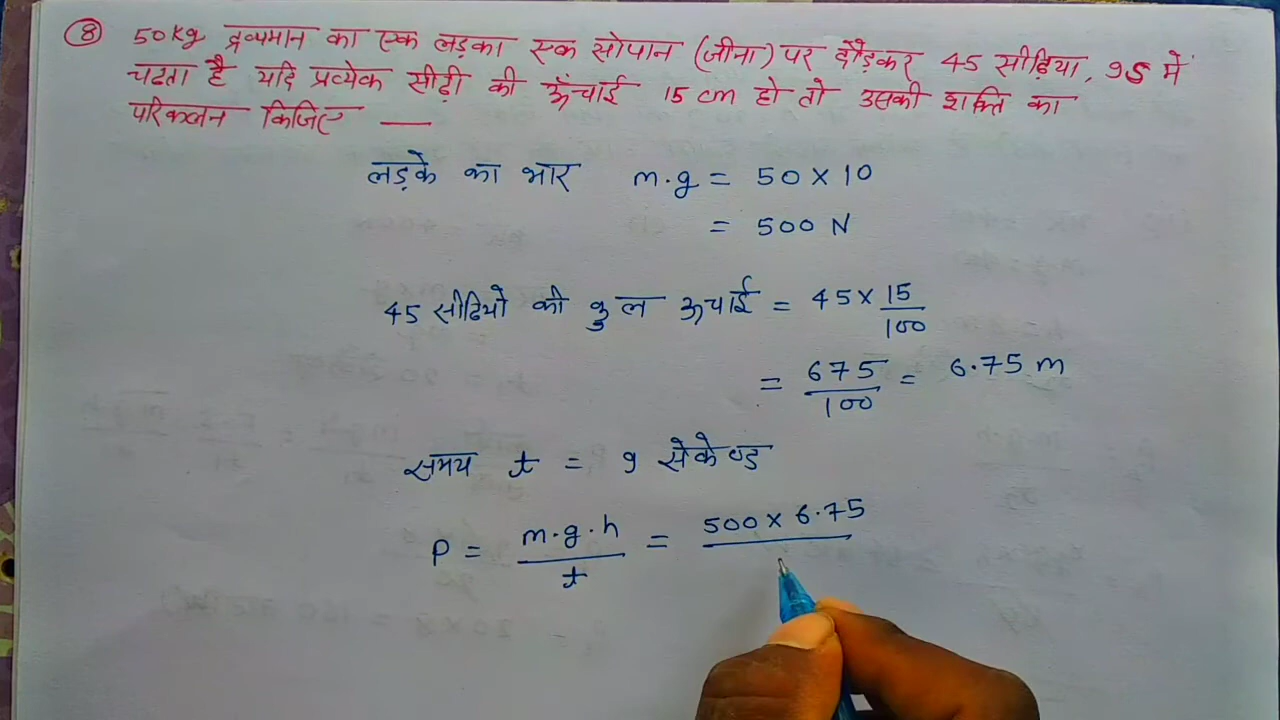 8 50kg द्रव्यमान का एक लड़का एक सोपान (जीना) पर दौड़कर 45 सीढ़िया, 9S में
चढ़ता है यदि प्रत्येक सीढ़ी की ऊँचाई 15 cm हो तो उसकी शक्ति का
परिकलन किजिए —
लड़के का भार m.g = 50 × 10
= 500 N
45 सीढियो की कुल ऊचाई = 45 × 15/100
= 675/100 = 6.75 m
समय t = 9 सेकेण्ड
P = m.g.h/t = 500 × 6.75